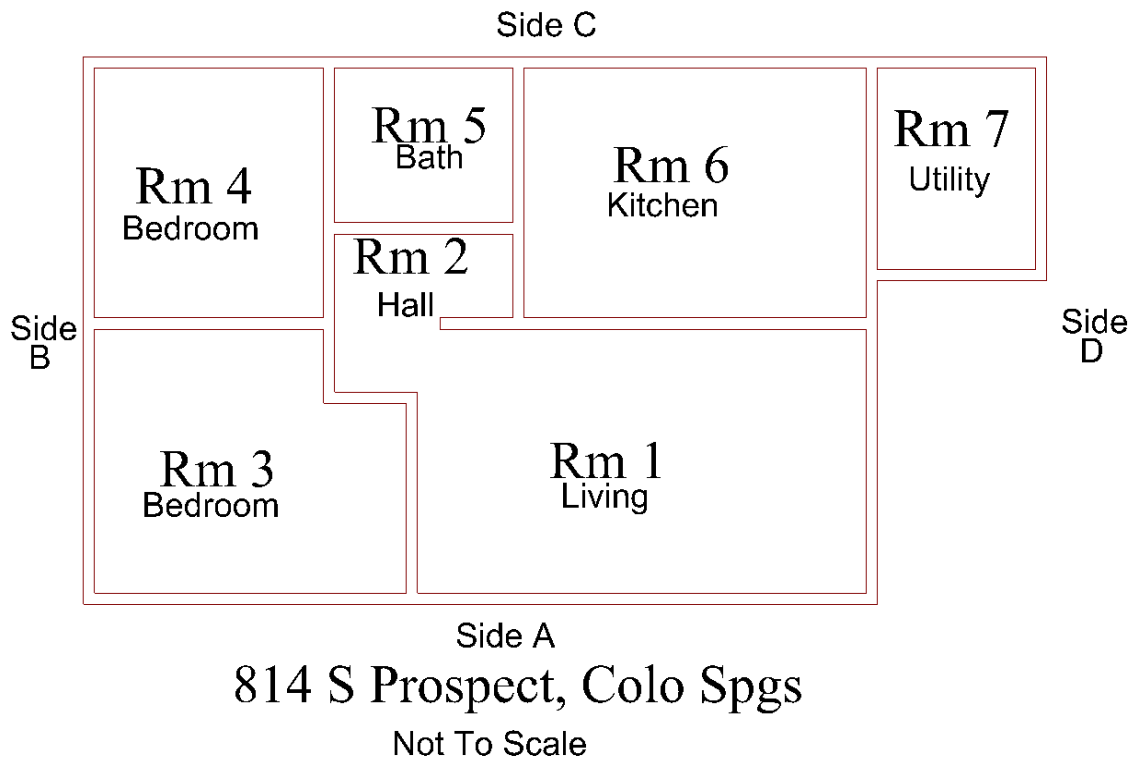 Side C
Rm 5
Bath
Rm 7
Utility
Rm 6
Kitchen
Rm 4
Bedroom
Rm 2
Hall
Side
B
Side
D
Rm 3
Bedroom
Rm 1
Living
Side A
814 S Prospect, Colo Spgs
Not To Scale